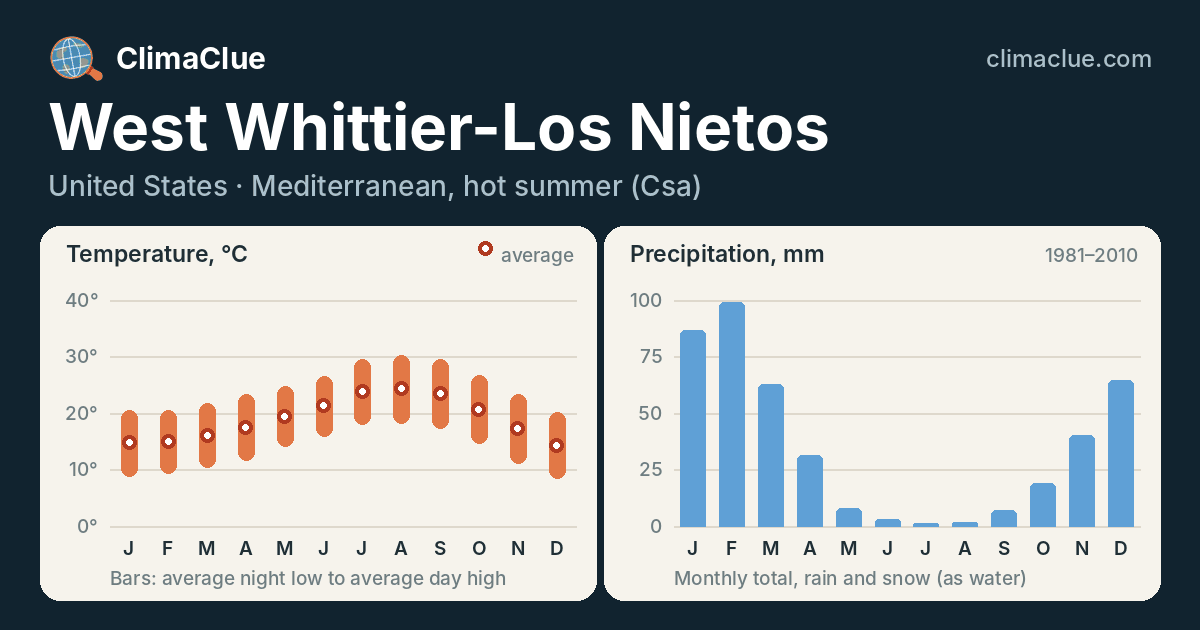 ClimaClue
climaclue.com
West Whittier-Los Nietos
United States · Mediterranean, hot summer (Csa)
Temperature, °C
average
40°
30°
20°
10°
0°
J F M A M J J A S O N D
Bars: average night low to average day high
Precipitation, mm
1981–2010
100
75
50
25
0
J F M A M J J A S O N D
Monthly total, rain and snow (as water)